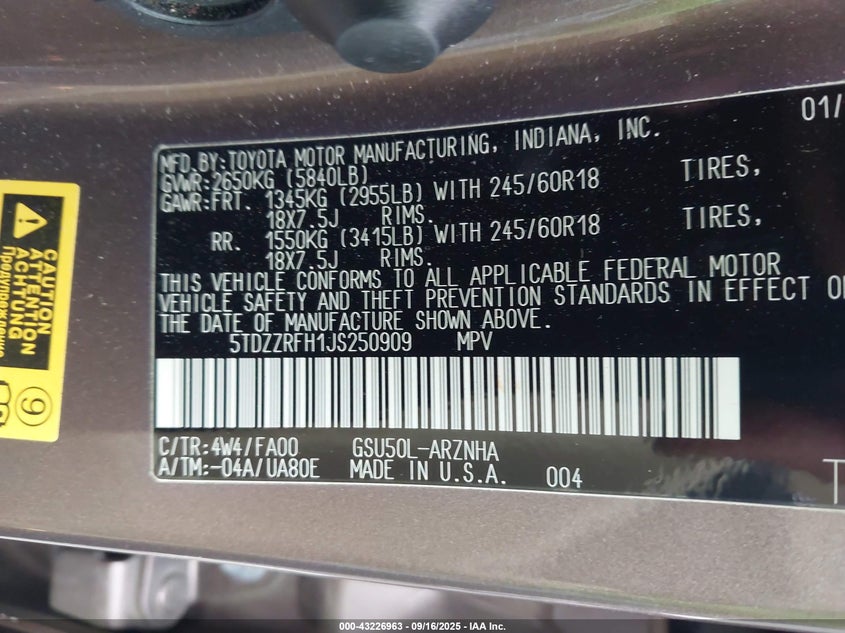 01/
MFD.BY:TOYOTA MOTOR MANUFACTURING, INDIANA, INC.
GVWR:2650KG (5840LB)
GAWR:FRT. 1345KG (2955LB) WITH 245/60R18 TIRES,
18X7.5J RIMS.
RR. 1550KG (3415LB) WITH 245/60R18 TIRES,
18X7.5J RIMS.
THIS VEHICLE CONFORMS TO ALL APPLICABLE FEDERAL MOTOR
VEHICLE SAFETY AND THEFT PREVENTION STANDARDS IN EFFECT
THE DATE OF MANUFACTURE SHOWN ABOVE.
5TDZZRFH1JS250909 MPV
C/TR:4W4/FA00 GSU50L-ARZNHA
A/TM:-04A/UA80E MADE IN U.S.A. 004
CAUTION
ATTENTION
ACHTUNG
Предупреждение
9
000-43226963 - 09/16/2025 - IAA Inc.